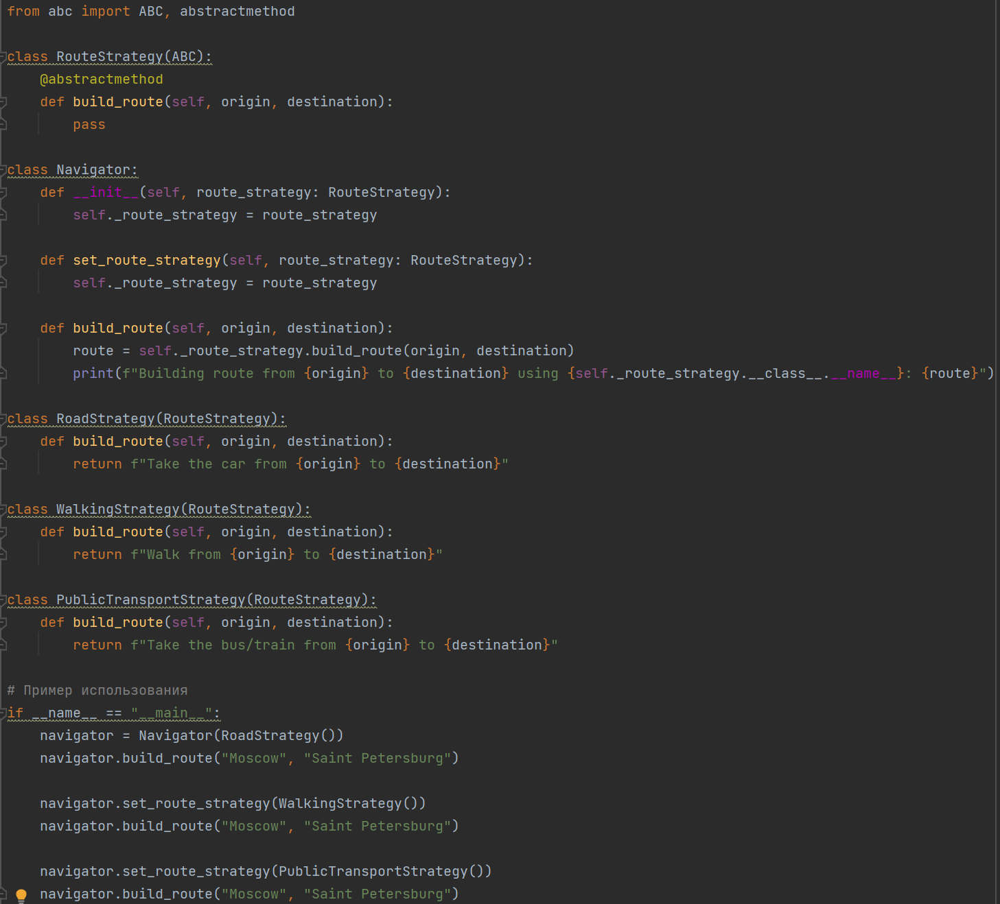 from abc import ABC, abstractmethod
class RouteStrategy(ABC):
    @abstractmethod
    def build_route(self, origin, destination):
        pass
class Navigator:
    def __init__(self, route_strategy: RouteStrategy):
        self._route_strategy = route_strategy
    def set_route_strategy(self, route_strategy: RouteStrategy):
        self._route_strategy = route_strategy
    def build_route(self, origin, destination):
        route = self._route_strategy.build_route(origin, destination)
        print(f"Building route from {origin} to {destination} using {self._route_strategy.__class__.__name__}: {route}")
class RoadStrategy(RouteStrategy):
    def build_route(self, origin, destination):
        return f"Take the car from {origin} to {destination}"
class WalkingStrategy(RouteStrategy):
    def build_route(self, origin, destination):
        return f"Walk from {origin} to {destination}"
class PublicTransportStrategy(RouteStrategy):
    def build_route(self, origin, destination):
        return f"Take the bus/train from {origin} to {destination}"
# Пример использования
if __name__ == "__main__":
    navigator = Navigator(RoadStrategy())
    navigator.build_route("Moscow", "Saint Petersburg")
    navigator.set_route_strategy(WalkingStrategy())
    navigator.build_route("Moscow", "Saint Petersburg")
    navigator.set_route_strategy(PublicTransportStrategy())
    navigator.build_route("Moscow", "Saint Petersburg")